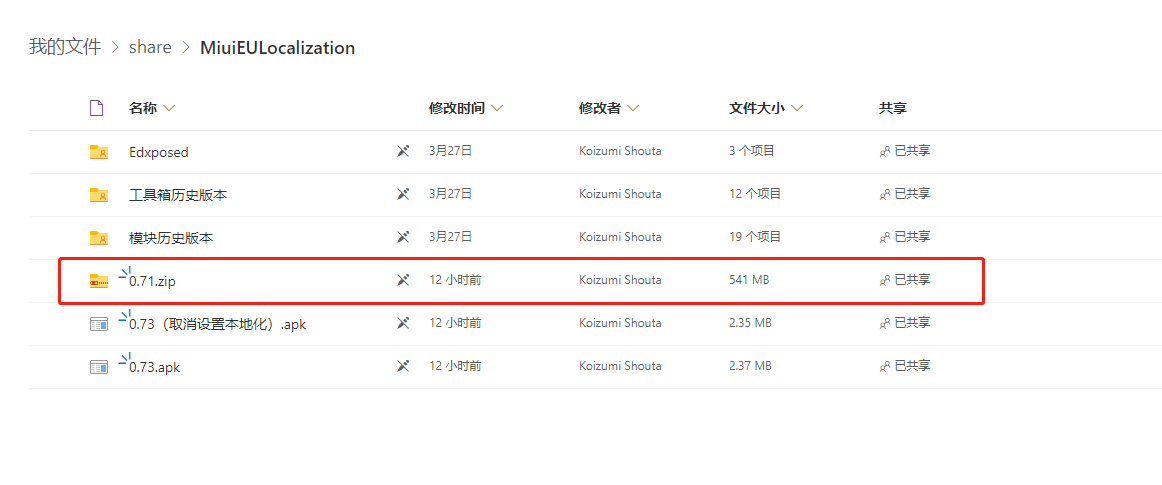 我的文件 > share > MiuiEULocalization
名称 修改时间 修改者 文件大小 共享
Edxposed 3月27日 Koizumi Shouta 3 个项目 已共享
工具箱历史版本 3月27日 Koizumi Shouta 12 个项目 已共享
模块历史版本 3月27日 Koizumi Shouta 19 个项目 已共享
0.71.zip 12 小时前 Koizumi Shouta 541 MB 已共享
0.73（取消设置本地化）.apk 12 小时前 Koizumi Shouta 2.35 MB 已共享
0.73.apk 12 小时前 Koizumi Shouta 2.37 MB 已共享